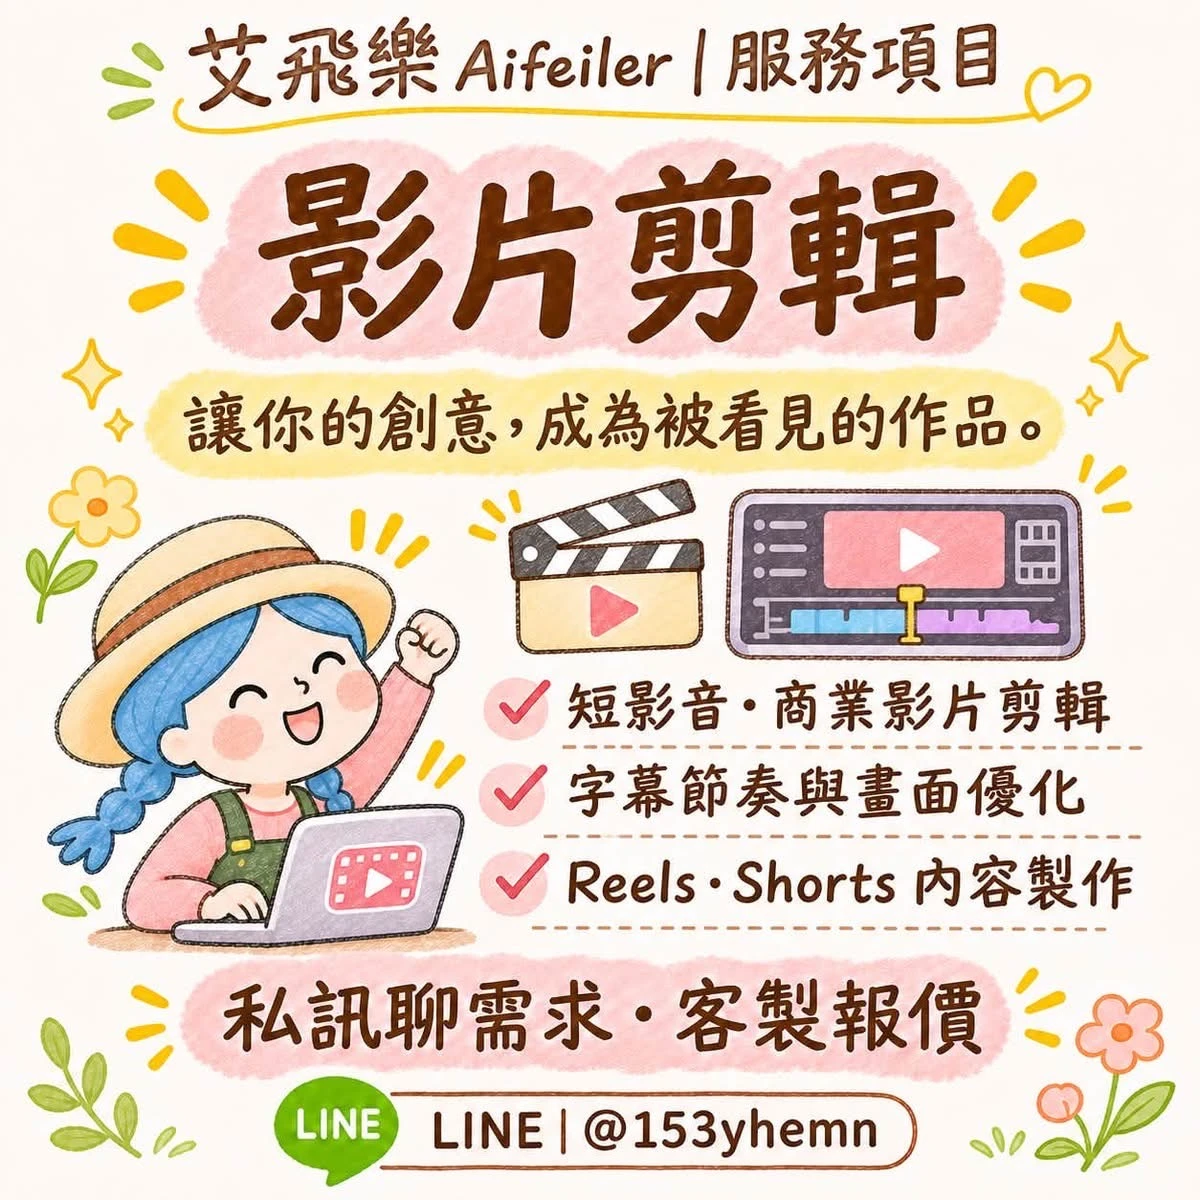 艾飛樂 Aifeiler | 服務項目
影片剪輯
讓你的創意，成為被看見的作品。
短影音・商業影片剪輯
字幕節奏與畫面優化
Reels・Shorts 內容製作
私訊聊需求・客製報價
LINE LINE | @153yhemn